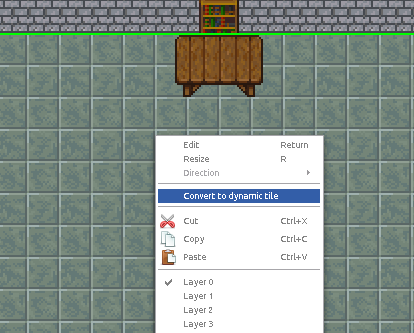 Edit Return
Resize R
Direction
Convert to dynamic tile
Cut Ctrl+X
Copy Ctrl+C
Paste Ctrl+V
Layer 0
Layer 1
Layer 2
Layer 3